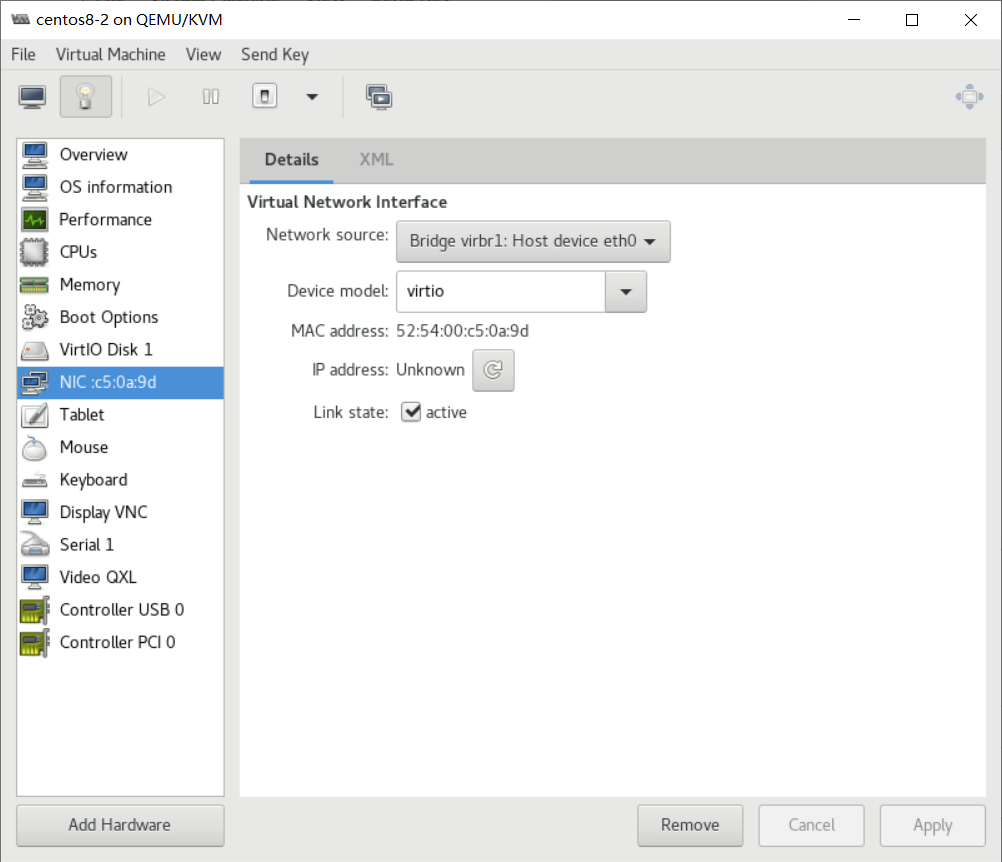 centos8-2 on QEMU/KVM
File Virtual Machine View Send Key
Overview
OS information
Performance
CPUs
Memory
Boot Options
VirtIO Disk 1
NIC :c5:0a:9d
Tablet
Mouse
Keyboard
Display VNC
Serial 1
Video QXL
Controller USB 0
Controller PCI 0
Add Hardware
Details XML
Virtual Network Interface
Network source: Bridge virbr1: Host device eth0
Device model: virtio
MAC address: 52:54:00:c5:0a:9d
IP address: Unknown
Link state: active
Remove Cancel Apply